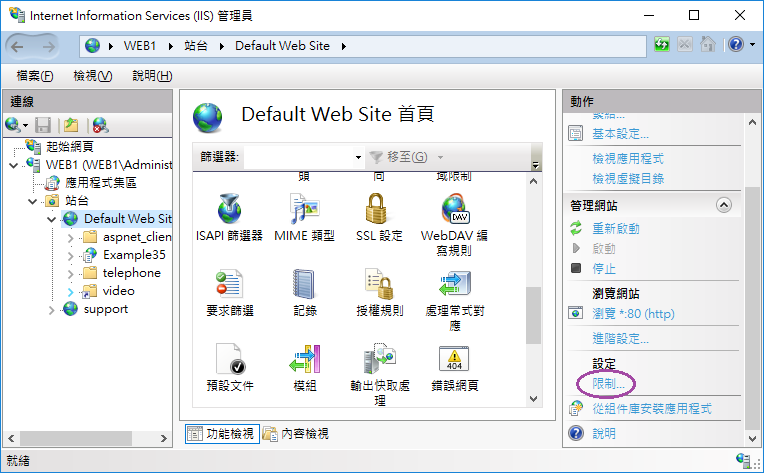 Internet Information Services (IIS) 管理員
WEB1 站台 Default Web Site
檔案(F) 檢視(V) 說明(H)
連線
起始網頁
WEB1 (WEB1\Administ
應用程式集區
站台
Default Web Sit
aspnet_clien
Example35
telephone
video
support
Default Web Site 首頁
篩選器: 移至(G)
頭 向 域限制
ISAPI 篩選器 MIME 類型 SSL 設定 WebDAV 編
寫規則
要求篩選 記錄 授權規則 處理常式對
應
預設文件 模組 輸出快取處 錯誤網頁
理
404
功能檢視 內容檢視
動作
基本設定...
檢視應用程式
檢視虛擬目錄
管理網站
重新啟動
啟動
停止
瀏覽網站
瀏覽 *:80 (http)
進階設定...
設定
限制...
從組件庫安裝應用程式
說明
就緒